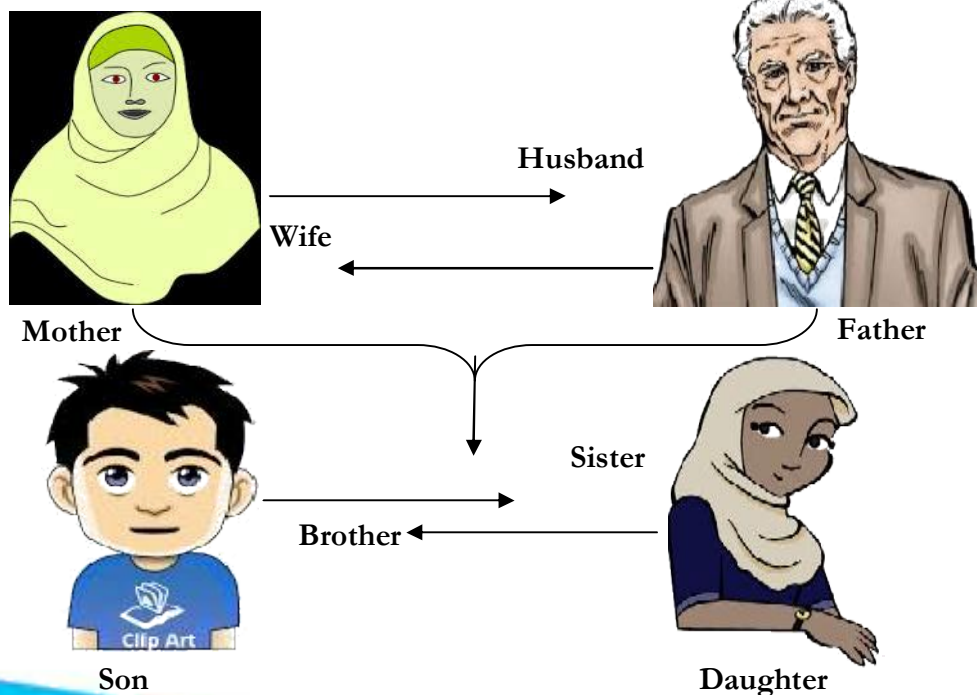 Husband
Wife
Mother
Father
Sister
Brother
Clip Art
Son
Daughter